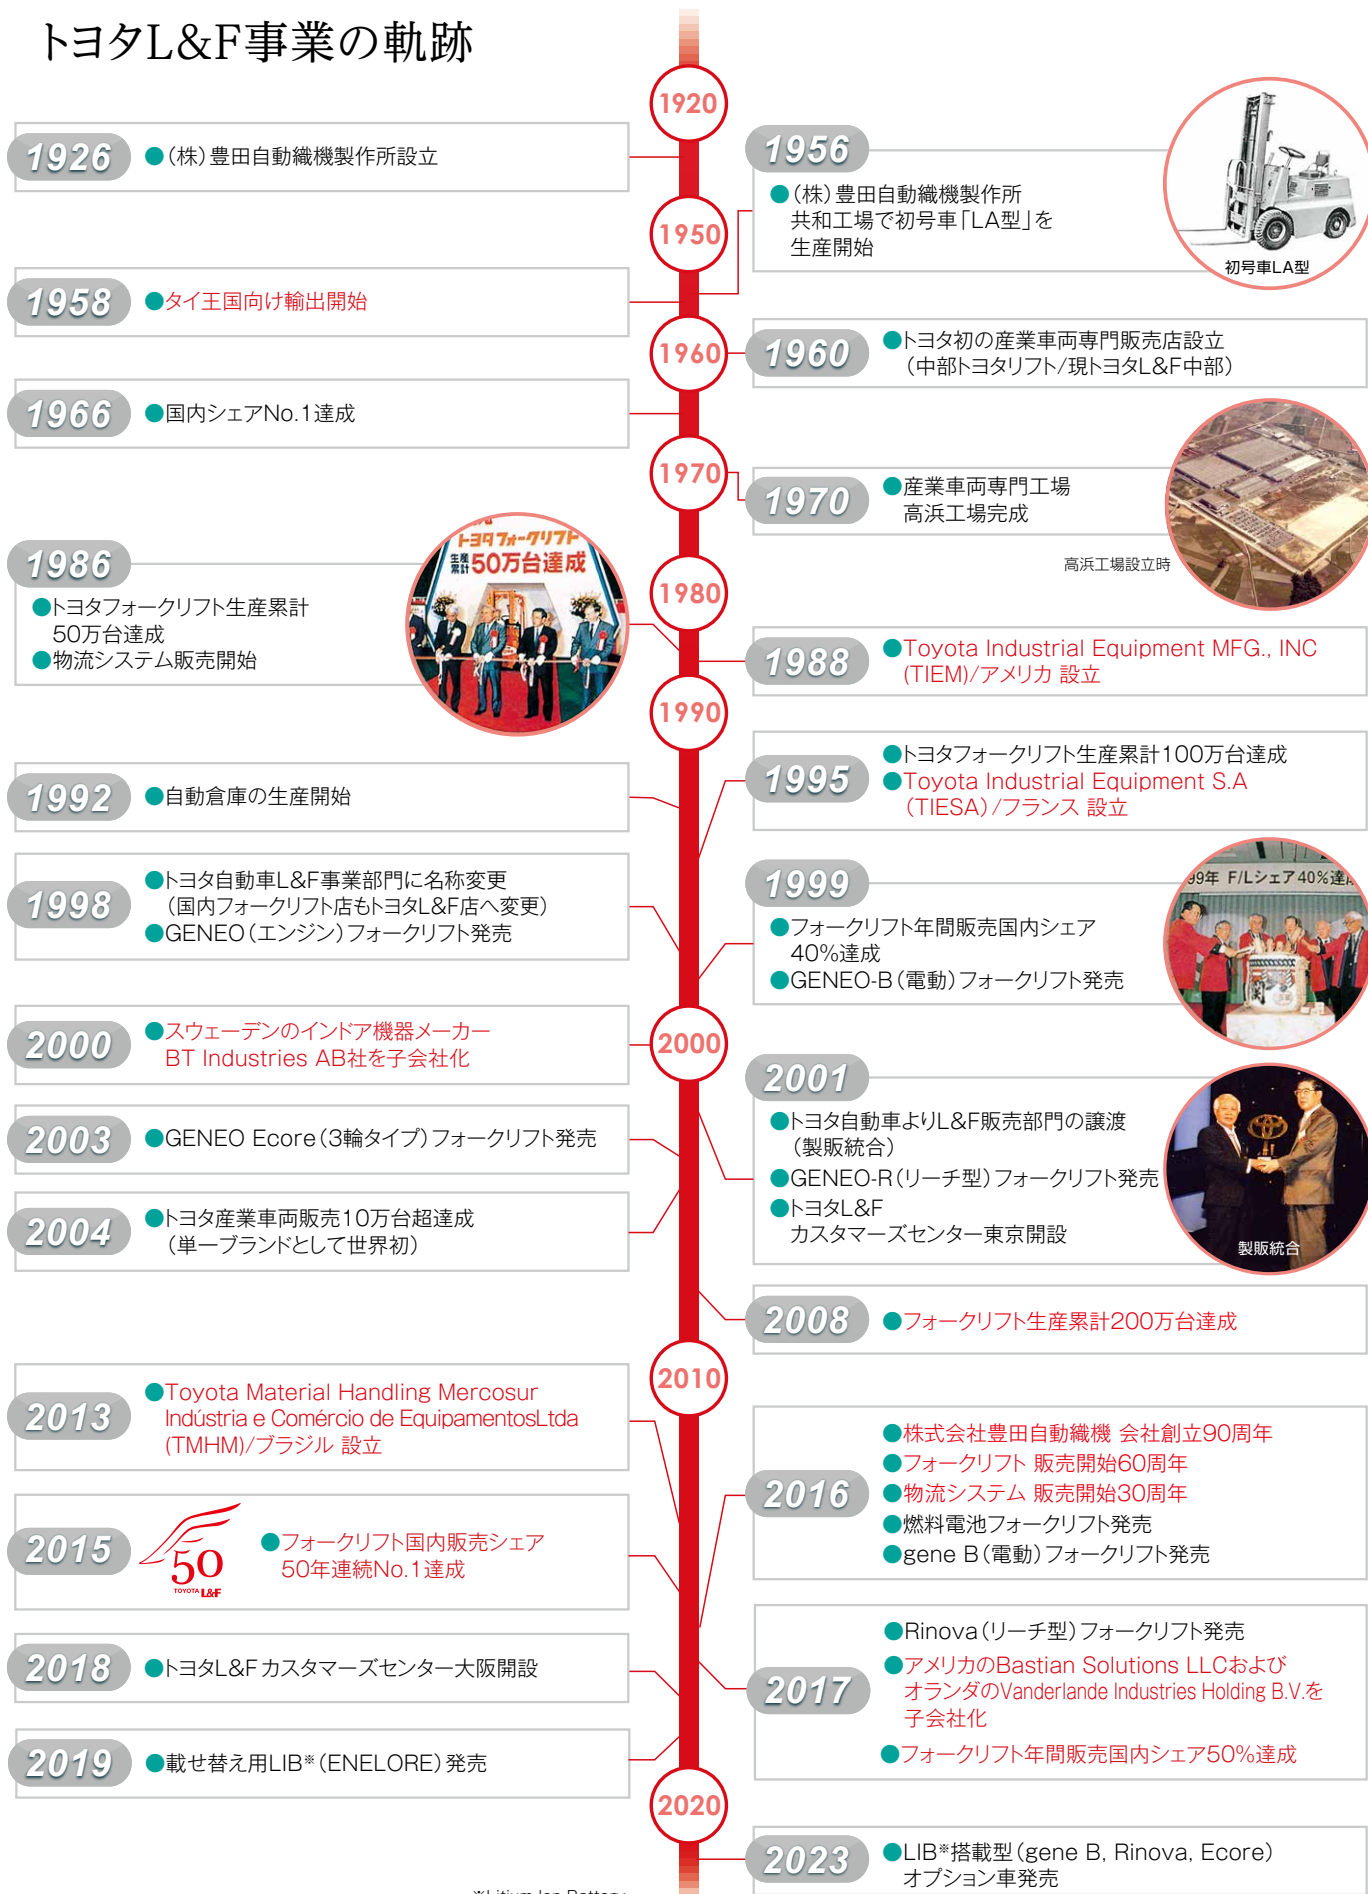 トヨタL&F事業の軌跡
1920
1926
●(株)豊田自動織機製作所設立
1956
●(株)豊田自動織機製作所
共和工場で初号車「LA型」を
生産開始
初号車LA型
1950
1958
●タイ王国向け輸出開始
1960
1960
●トヨタ初の産業車両専門販売店設立
(中部トヨタリフト/現トヨタL&F中部)
1966
●国内シェアNo.1達成
1970
1970
●産業車両専門工場
高浜工場完成
高浜工場設立時
1986
●トヨタフォークリフト生産累計
50万台達成
●物流システム販売開始
トヨタフォークリフト
生産累計50万台達成
1980
1988
●Toyota Industrial Equipment MFG., INC
(TIEM)/アメリカ 設立
1990
1992
●自動倉庫の生産開始
1995
●トヨタフォークリフト生産累計100万台達成
●Toyota Industrial Equipment S.A
(TIESA)/フランス 設立
1998
●トヨタ自動車L&F事業部門に名称変更
(国内フォークリフト店もトヨタL&F店へ変更)
●GENEO(エンジン)フォークリフト発売
1999
●フォークリフト年間販売国内シェア
40%達成
●GENEO-B(電動)フォークリフト発売
99年 F/Lシェア40%達
2000
●スウェーデンのインドア機器メーカー
BT Industries AB社を子会社化
2000
2001
●トヨタ自動車よりL&F販売部門の譲渡
(製販統合)
●GENEO-R(リーチ型)フォークリフト発売
●トヨタL&F
カスタマーズセンター東京開設
製販統合
2003
●GENEO Ecore(3輪タイプ)フォークリフト発売
2004
●トヨタ産業車両販売10万台超達成
(単一ブランドとして世界初)
2008
●フォークリフト生産累計200万台達成
2010
2013
●Toyota Material Handling Mercosur
Indústria e Comércio de EquipamentosLtda
(TMHM)/ブラジル 設立
2015
50
TOYOTA L&F
●フォークリフト国内販売シェア
50年連続No.1達成
2016
●株式会社豊田自動織機 会社創立90周年
●フォークリフト 販売開始60周年
●物流システム 販売開始30周年
●燃料電池フォークリフト発売
●gene B(電動)フォークリフト発売
2017
●Rinova(リーチ型)フォークリフト発売
●アメリカのBastian Solutions LLCおよび
オランダのVanderlande Industries Holding B.V.を
子会社化
●フォークリフト年間販売国内シェア50%達成
2018
●トヨタL&Fカスタマーズセンター大阪開設
2019
●載せ替え用LIB※(ENELORE)発売
2020
2023
●LIB※搭載型(gene B, Rinova, Ecore)
オプション車発売
※Litium Ion Battery